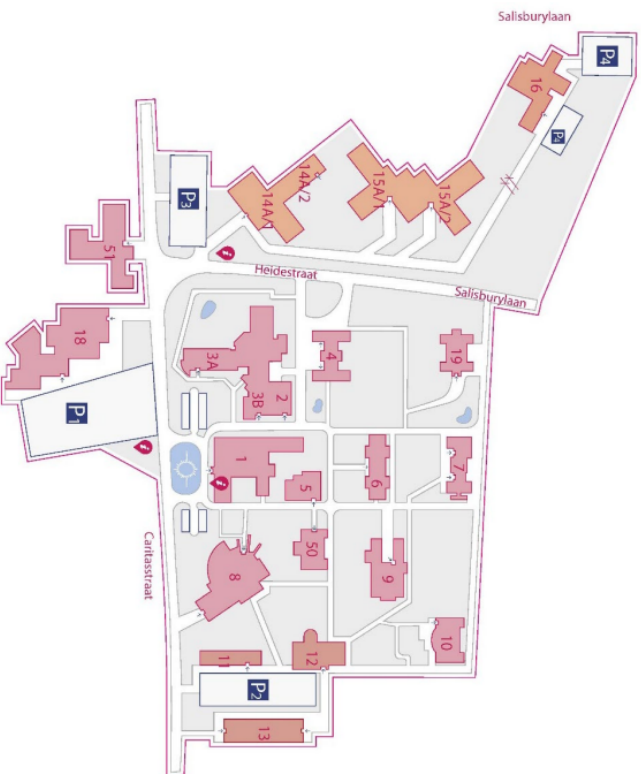 Salisburylaan
P4
16
P4
14A/2
14A/1
15A/1
15A/2
P3
51
i
Heidestraat
Salisburylaan
18
3A
3B
2
4
19
P1
i
1
i
5
6
7
Caritasstraat
50
8
9
10
11
12
P2
13